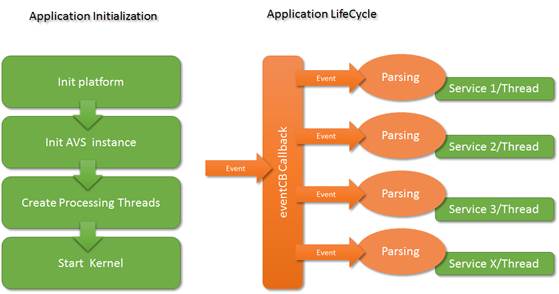 Application Initialization
Application LifeCycle
Init platform
Init AVS instance
Create Processing Threads
Start Kernel
Event
eventCB Callback
Event
Parsing
Service 1/Thread
Event
Parsing
Service 2/Thread
Event
Parsing
Service 3/Thread
Event
Parsing
Service X/Thread